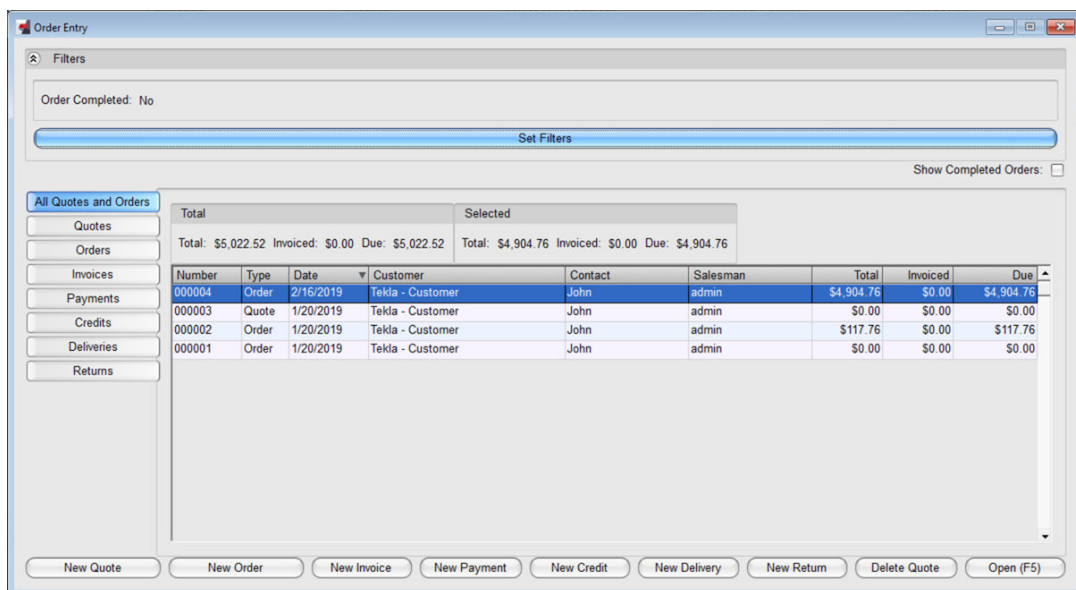 Order Entry
Filters
Order Completed: No
Set Filters
Show Completed Orders:
All Quotes and Orders
Quotes
Orders
Invoices
Payments
Credits
Deliveries
Returns
Total Selected
Total: $5,022.52 Invoiced: $0.00 Due: $5,022.52 Total: $4,904.76 Invoiced: $0.00 Due: $4,904.76
Number Type Date Customer Contact Salesman Total Invoiced Due
000004 Order 2/16/2019 Tekla - Customer John admin $4,904.76 $0.00 $4,904.76
000003 Quote 1/20/2019 Tekla - Customer John admin $0.00 $0.00 $0.00
000002 Order 1/20/2019 Tekla - Customer John admin $117.76 $0.00 $117.76
000001 Order 1/20/2019 Tekla - Customer John admin $0.00 $0.00 $0.00
New Quote New Order New Invoice New Payment New Credit New Delivery New Return Delete Quote Open (F5)